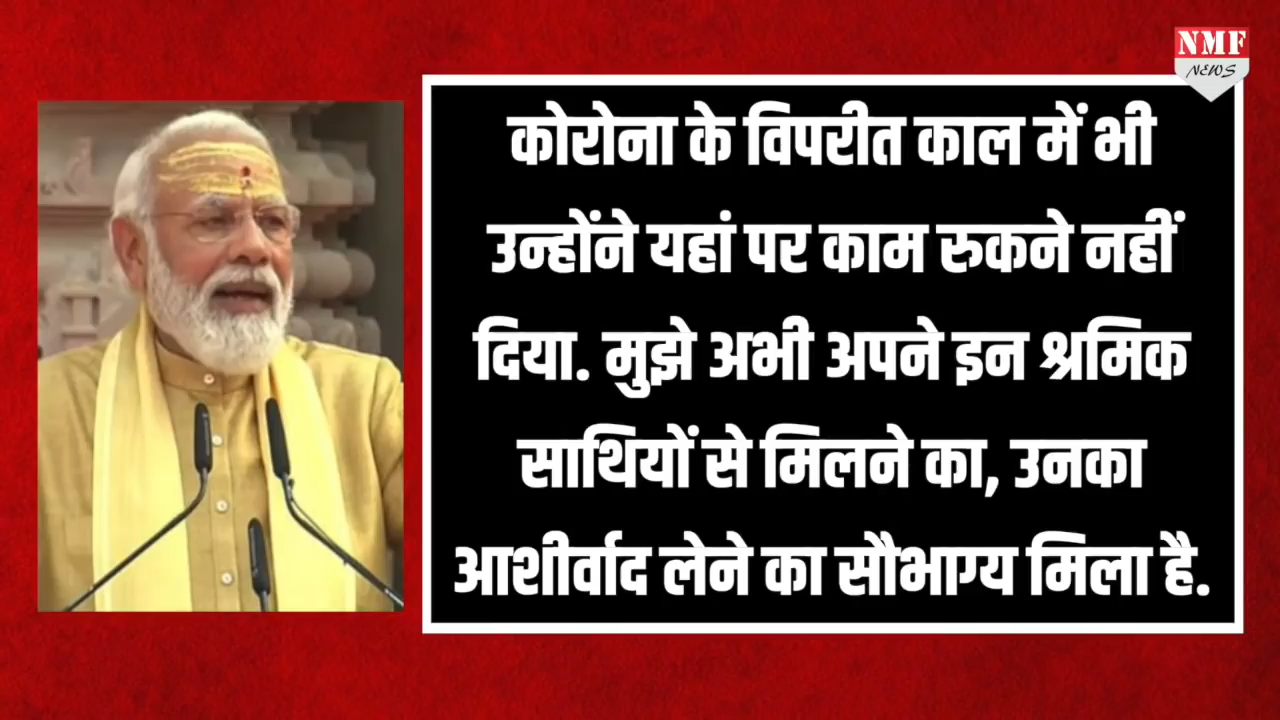 NMF
NEWS
कोरोना के विपरीत काल में भी
उन्होंने यहां पर काम रुकने नहीं
दिया. मुझे अभी अपने इन श्रमिक
साथियों से मिलने का, उनका
आशीर्वाद लेने का सौभाग्य मिला है.